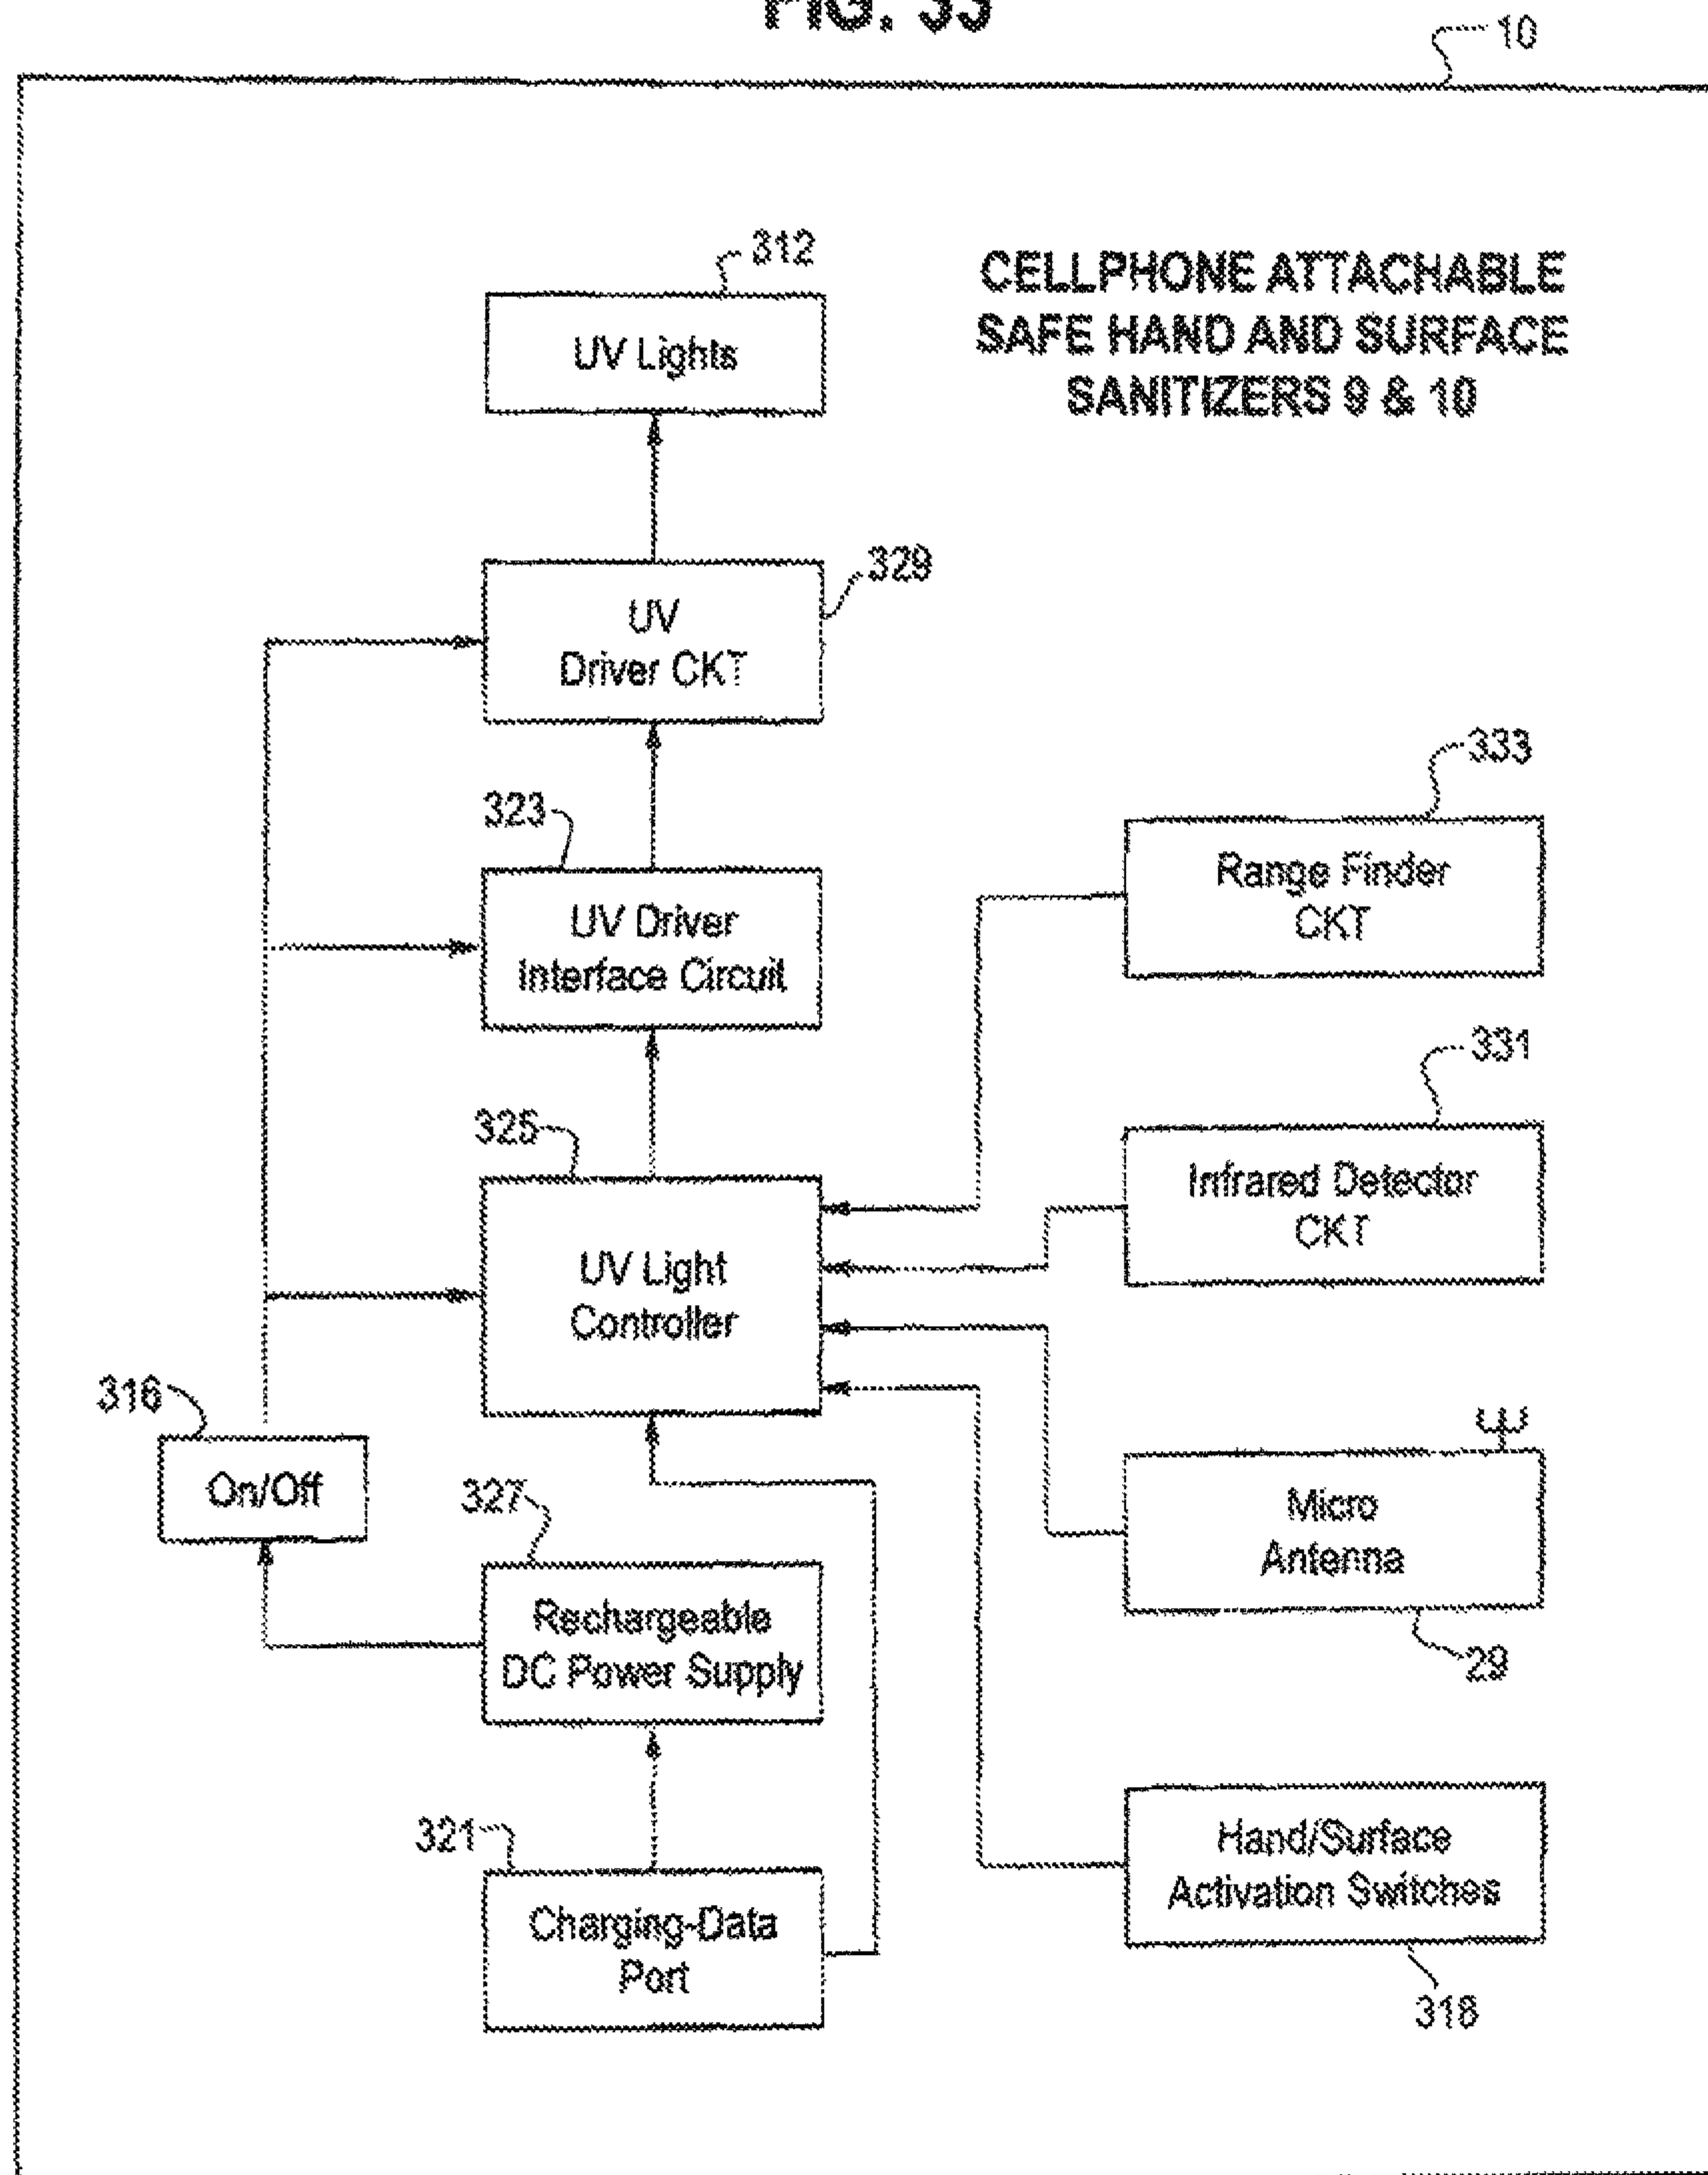 FIG. 33
10
312
UV Lights
CELLPHONE ATTACHABLE
SAFE HAND AND SURFACE
SANITIZERS 9 & 10
329
UV
Driver CKT
323
UV Driver
Interface Circuit
333
Range Finder
CKT
325
UV Light
Controller
331
Infrared Detector
CKT
316
On/Off
327
Rechargeable
DC Power Supply
Micro
Antenna
29
321
Charging-Data
Port
Hand/Surface
Activation Switches
318